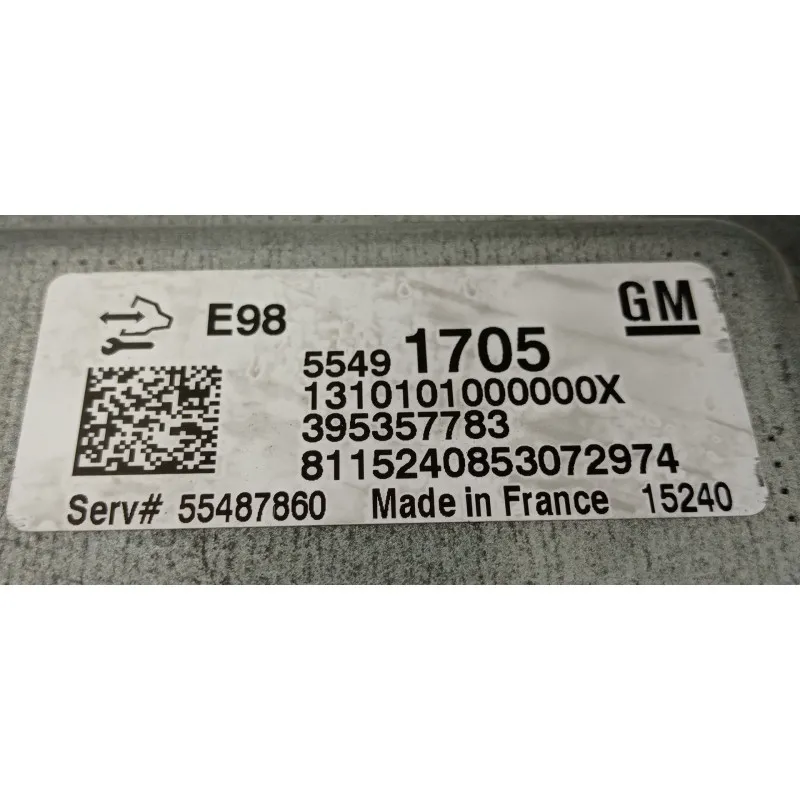 E98
GM
5549 1705
1310101000000X
395357783
8115240853072974
Serv# 55487860 Made in France 15240